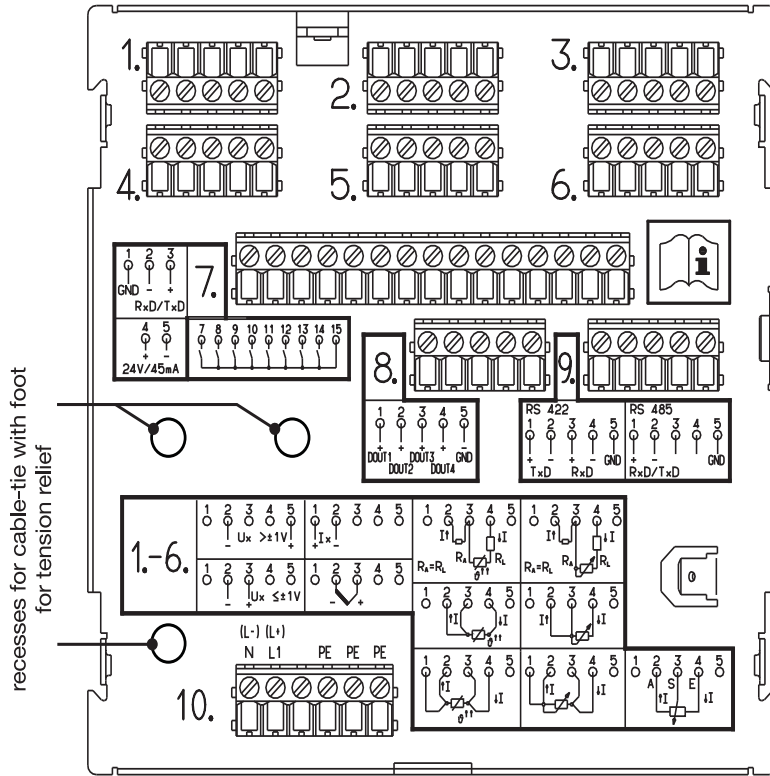 1.
2.
3.
4.
5.
6.
7.
1 2 3
GND - +
RxD/TxD
4 5
+ -
24V/45mA
7 8 9 10 11 12 13 14 15
i
8.
1 2 3 4 5
+ + + +
DOUT1 DOUT3 GND
DOUT2 DOUT4
9.
RS 422
1 2 3 4 5
+ - + - GND
TxD RxD
RS 485
1 2 3 4 5
+ - GND
RxD/TxD
recesses for cable-tie with foot
for tension relief
1.-6.
1 2 3 4 5
- Ux >±1V +
1 2 3 4 5
+ Ix -
1 2 3 4 5
I↑ ↓I
RA RL
RA=RL
ϑ↑↑
1 2 3 4 5
I↑ ↓I
RA RL
RA=RL
1 2 3 4 5
- + Ux ≤±1V
1 2 3 4 5
- +
1 2 3 4 5
↑I ↓I
ϑ↑↑
1 2 3 4 5
I↑ ↓I
1 2 3 4 5
↑I ↓I
ϑ↑↑
1 2 3 4 5
↑I ↓I
1 2 3 4 5
A S E
↑I ↓I
10.
(L-) (L+)
N L1 PE PE PE